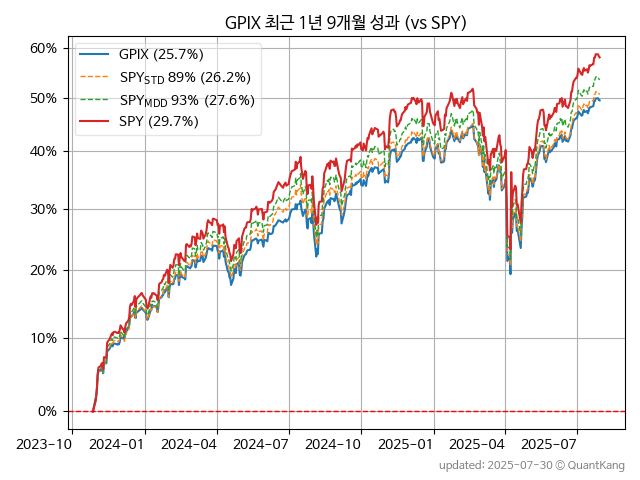 GPIX 최근 1년 9개월 성과 (vs SPY)
GPIX (25.7%)
SPY_STD 89% (26.2%)
SPY_MDD 93% (27.6%)
SPY (29.7%)
60%
50%
40%
30%
20%
10%
0%
2023-10 2024-01 2024-04 2024-07 2024-10 2025-01 2025-04 2025-07
updated: 2025-07-30 © QuantKang